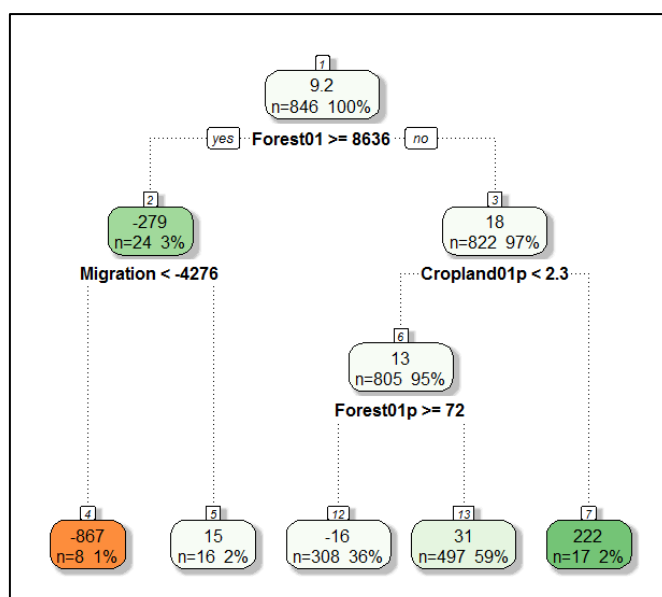 1
9.2
n=846 100%
yes Forest01 >= 8636 no
2
-279
n=24 3%
3
18
n=822 97%
Migration < -4276
Cropland01p < 2.3
6
13
n=805 95%
Forest01p >= 72
4
-867
n=8 1%
5
15
n=16 2%
12
-16
n=308 36%
13
31
n=497 59%
7
222
n=17 2%